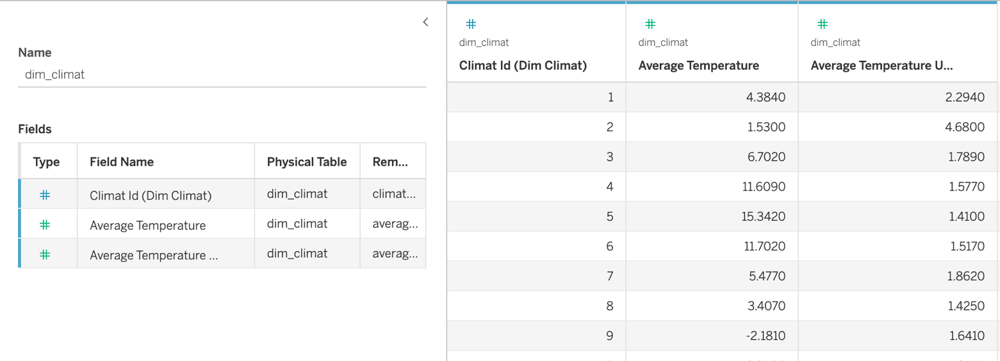 Name
dim_climat
Fields
Type Field Name Physical Table Rem...
Climat Id (Dim Climat) dim_climat climat...
Average Temperature dim_climat averag...
Average Temperature ... dim_climat averag...
dim_climat dim_climat dim_climat
Climat Id (Dim Climat) Average Temperature Average Temperature U...
1 4.3840 2.2940
2 1.5300 4.6800
3 6.7020 1.7890
4 11.6090 1.5770
5 15.3420 1.4100
6 11.7020 1.5170
7 5.4770 1.8620
8 3.4070 1.4250
9 -2.1810 1.6410